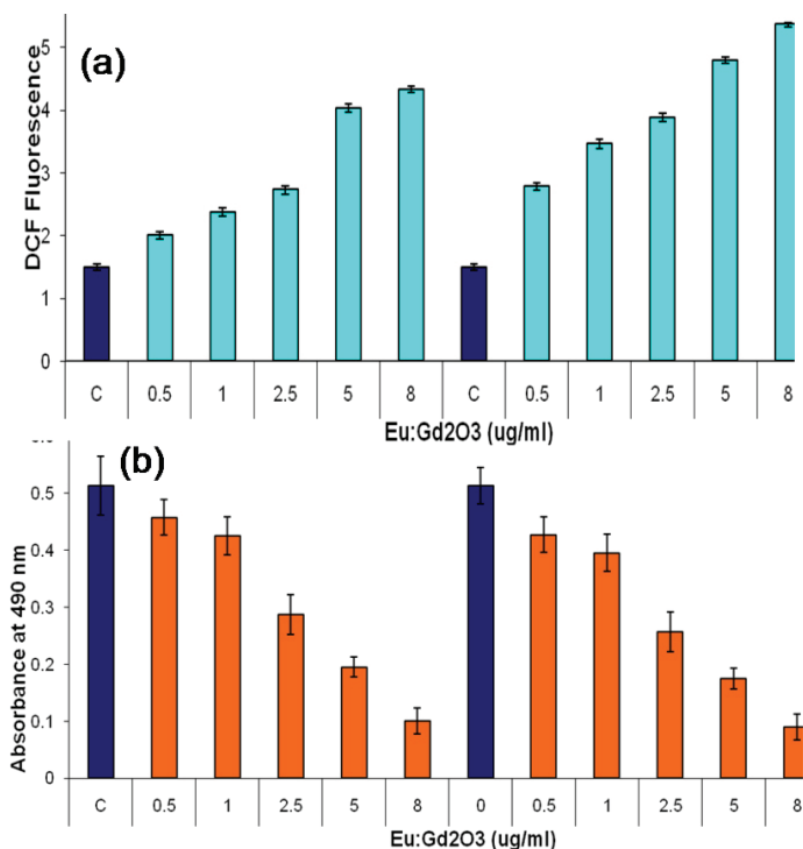 (a)
DCF Fluorescence
5
4
3
2
1
0
C 0.5 1 2.5 5 8 C 0.5 1 2.5 5 8
Eu:Gd2O3 (ug/ml)
(b)
Absorbance at 490 nm
0.5
0.4
0.3
0.2
0.1
0
C 0.5 1 2.5 5 8 0 0.5 1 2.5 5 8
Eu:Gd2O3 (ug/ml)